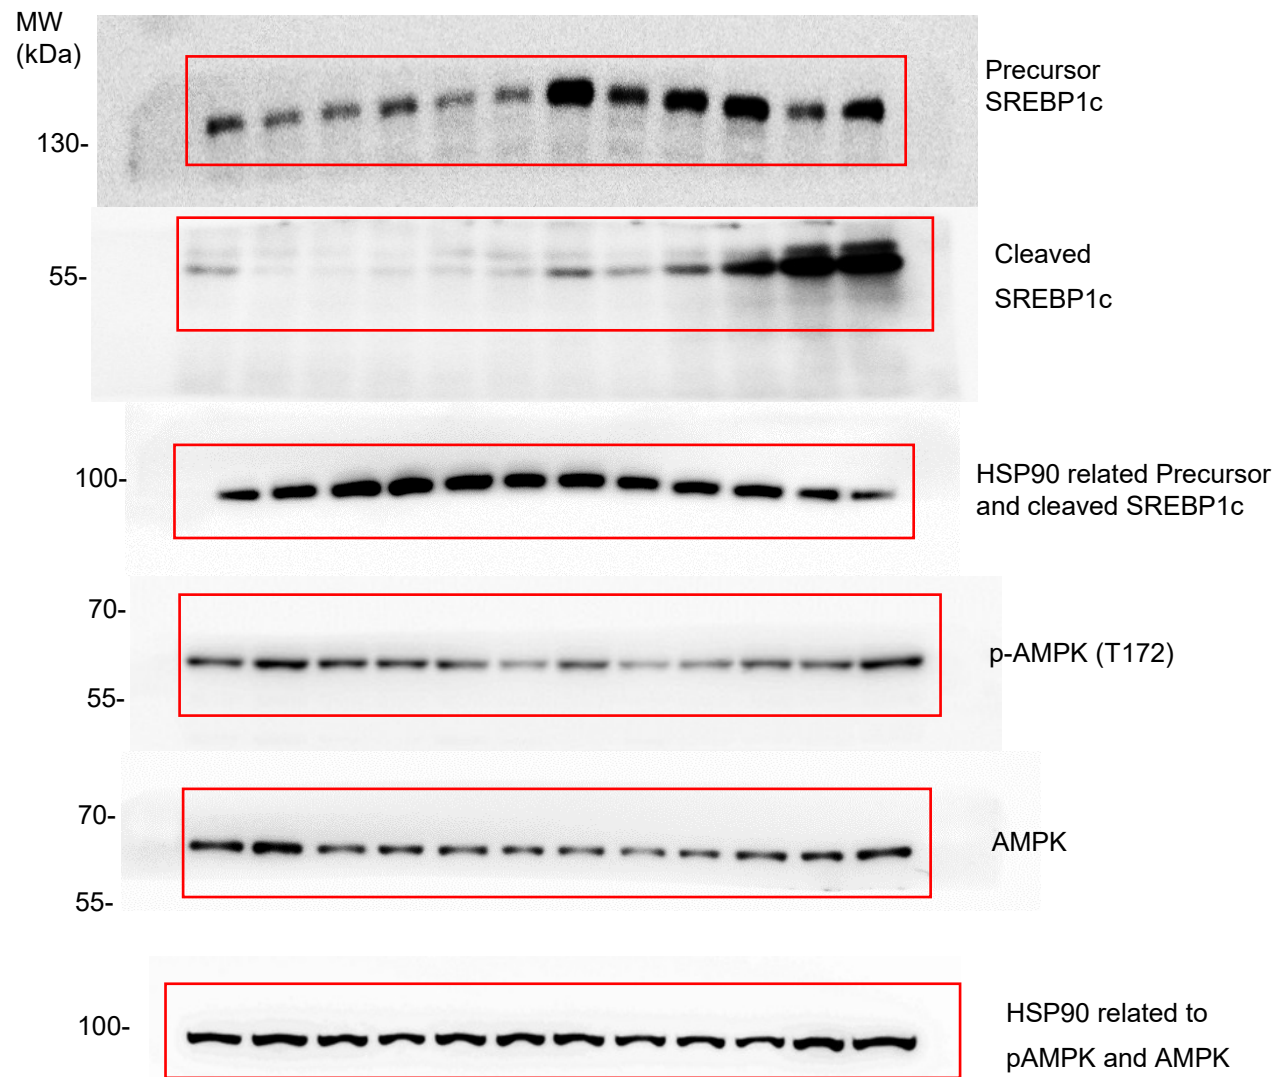 MW
(kDa)
Precursor
SREBP1c
130-
Cleaved
SREBP1c
55-
100-
HSP90 related Precursor
and cleaved SREBP1c
70-
p-AMPK (T172)
55-
70-
AMPK
55-
100-
HSP90 related to
pAMPK and AMPK